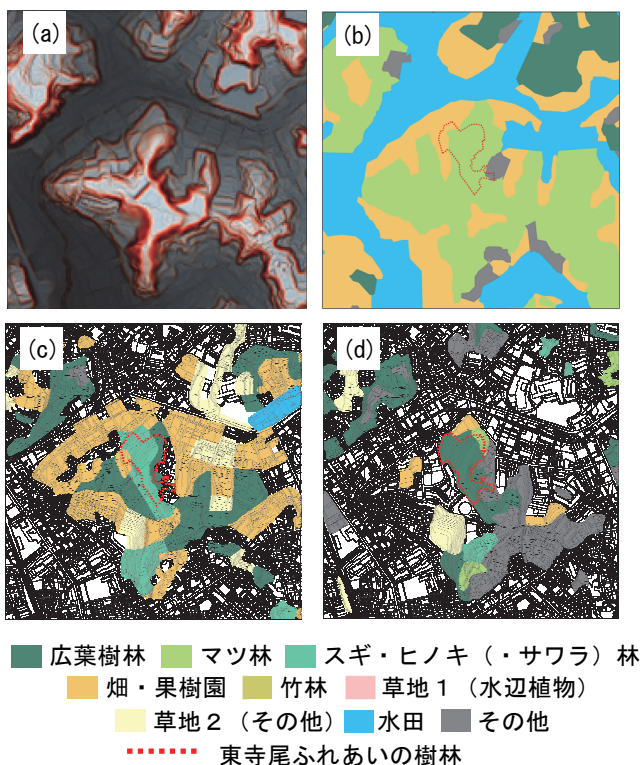 (a)
(b)
(c)
(d)
広葉樹林 マツ林 スギ・ヒノキ（・サワラ）林
畑・果樹園 竹林 草地１（水辺植物）
草地２（その他） 水田 その他
東寺尾ふれあいの樹林